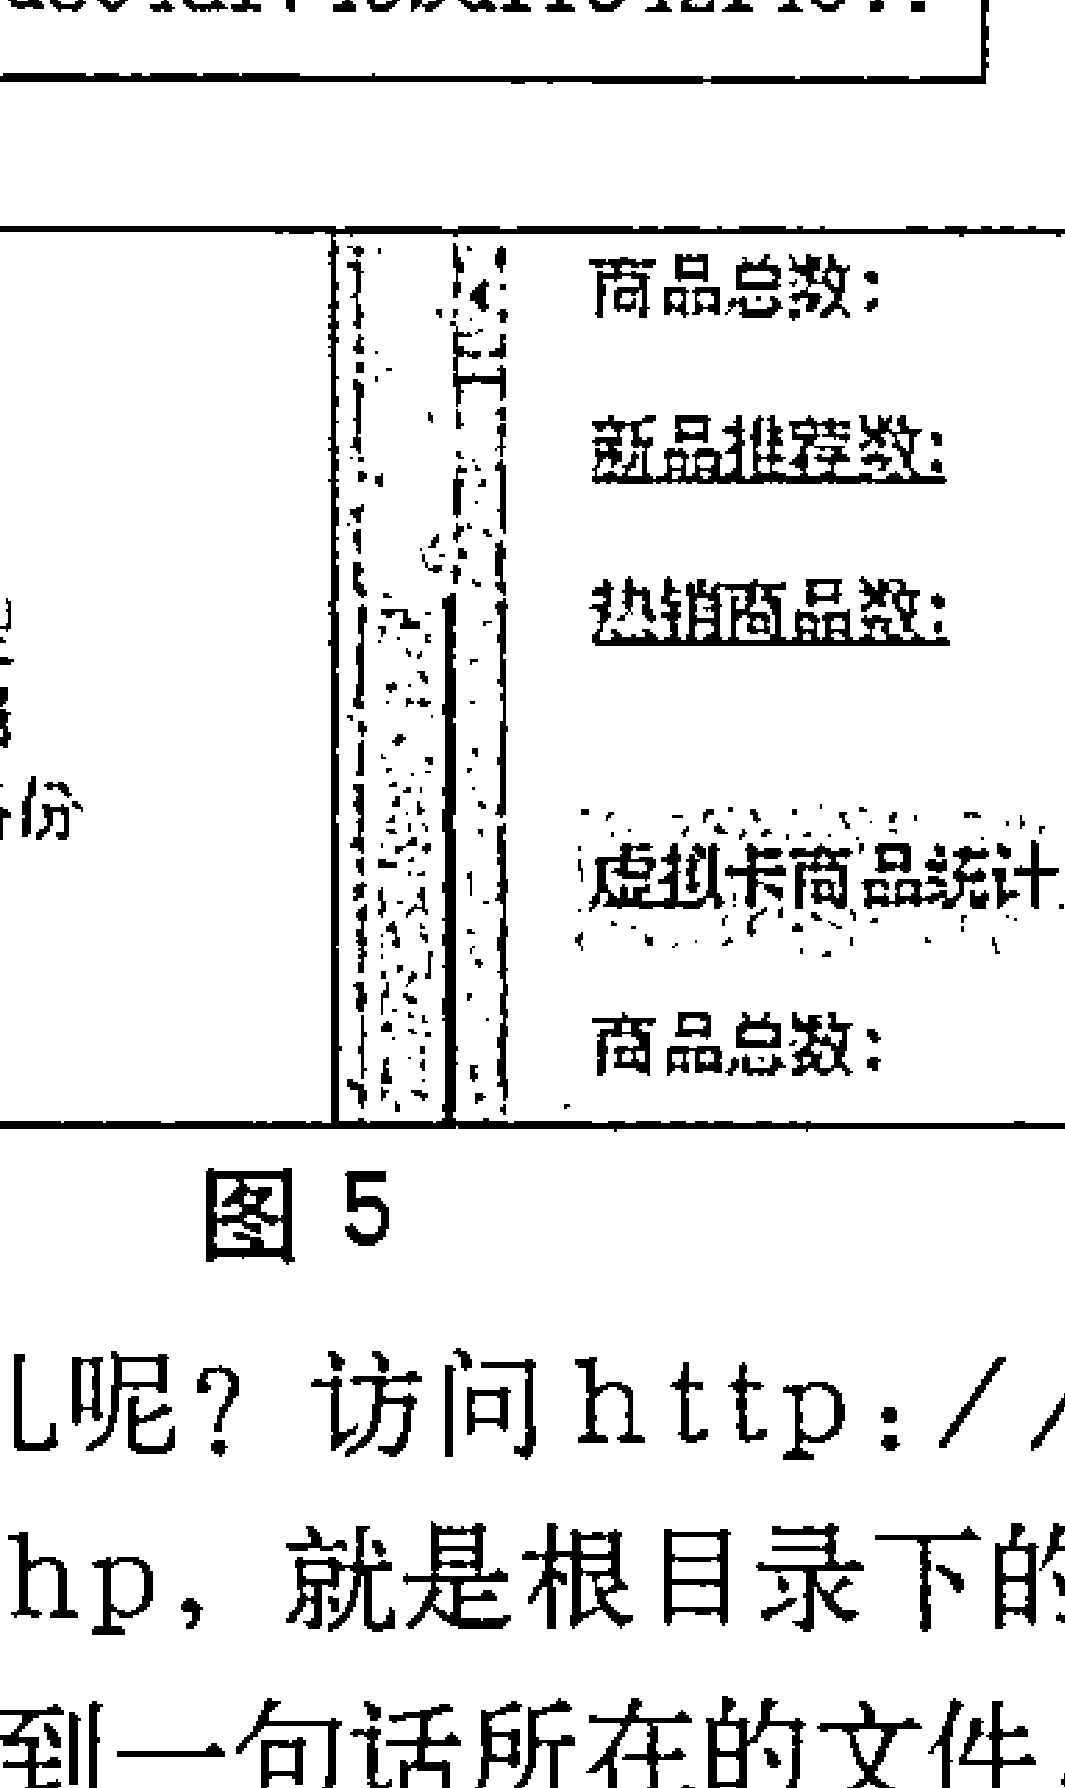 商品总数:
新品推荐数:
热销商品数:
份
虚拟卡商品统计
商品总数:
图 5
儿呢? 访问http://
hp, 就是根目录下的
到一句话所在的文件